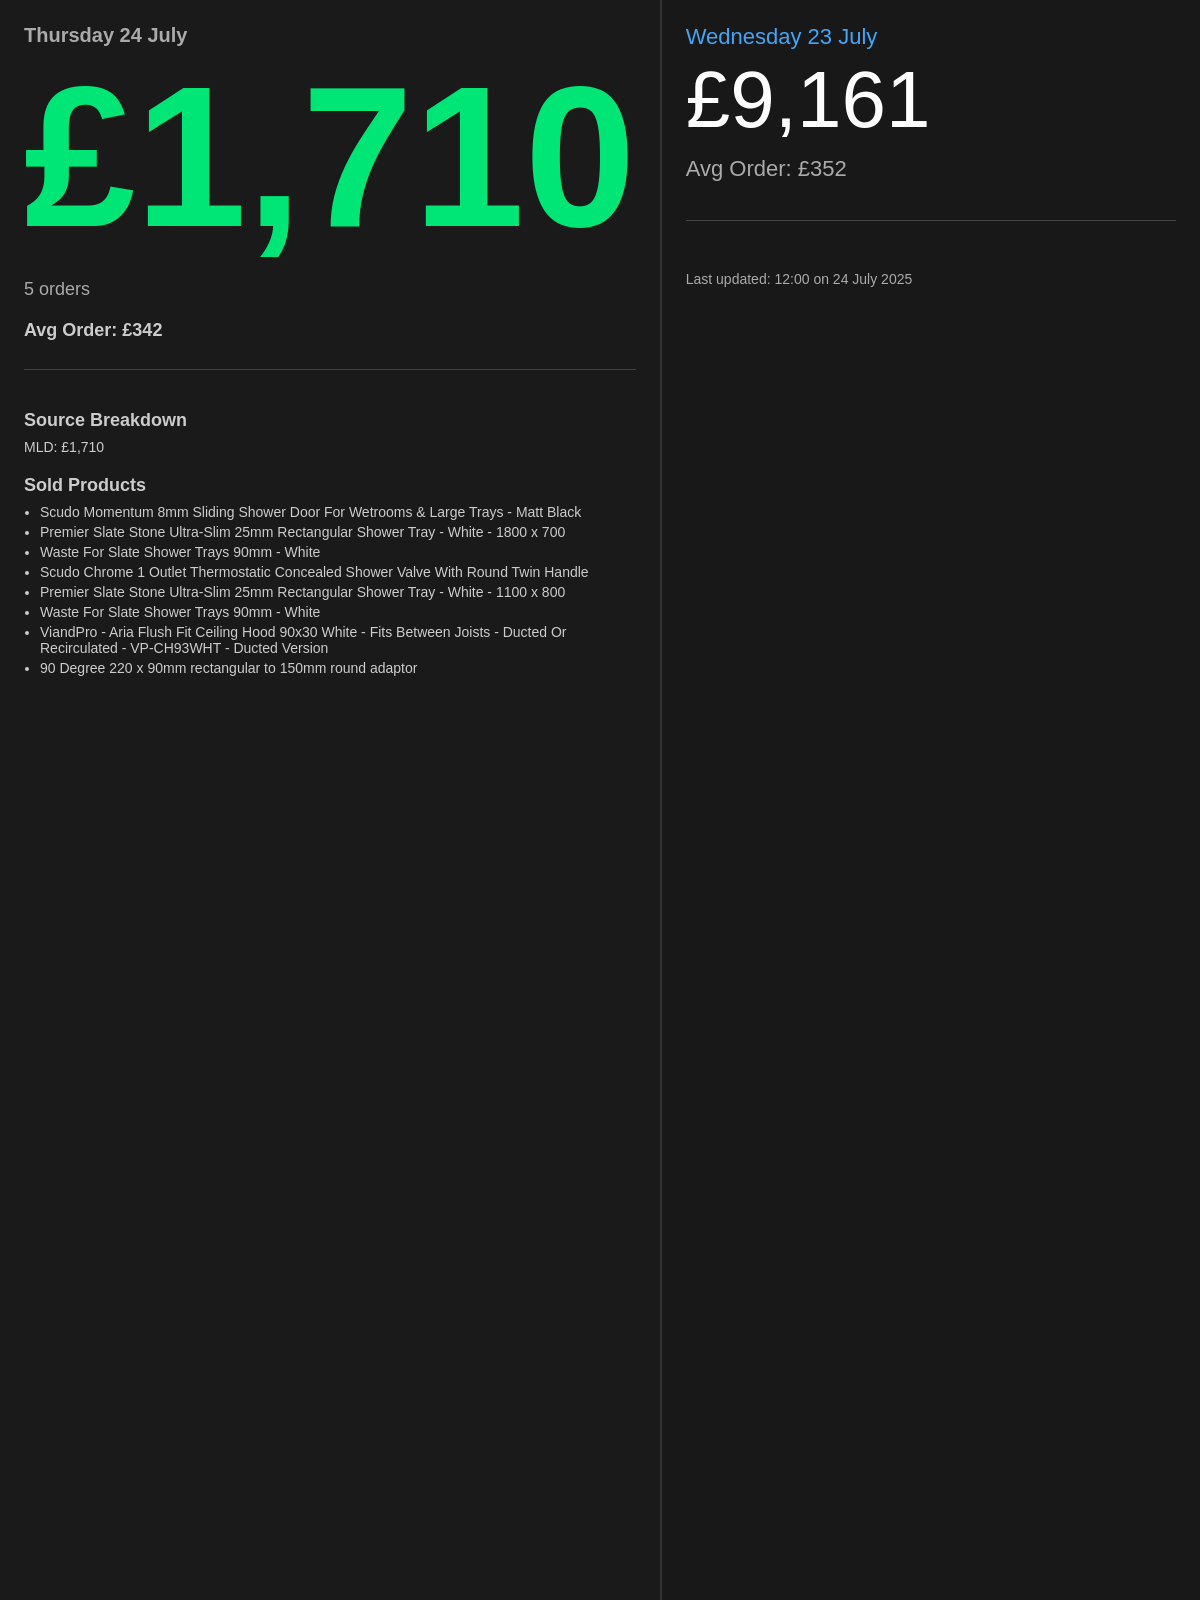 Thursday 24 July
£1,710
5 orders
Avg Order: £342
Source Breakdown
MLD: £1,710
Sold Products
• Scudo Momentum 8mm Sliding Shower Door For Wetrooms & Large Trays - Matt Black
• Premier Slate Stone Ultra-Slim 25mm Rectangular Shower Tray - White - 1800 x 700
• Waste For Slate Shower Trays 90mm - White
• Scudo Chrome 1 Outlet Thermostatic Concealed Shower Valve With Round Twin Handle
• Premier Slate Stone Ultra-Slim 25mm Rectangular Shower Tray - White - 1100 x 800
• Waste For Slate Shower Trays 90mm - White
• ViandPro - Aria Flush Fit Ceiling Hood 90x30 White - Fits Between Joists - Ducted Or
Recirculated - VP-CH93WHT - Ducted Version
• 90 Degree 220 x 90mm rectangular to 150mm round adaptor
Wednesday 23 July
£9,161
Avg Order: £352
Last updated: 12:00 on 24 July 2025